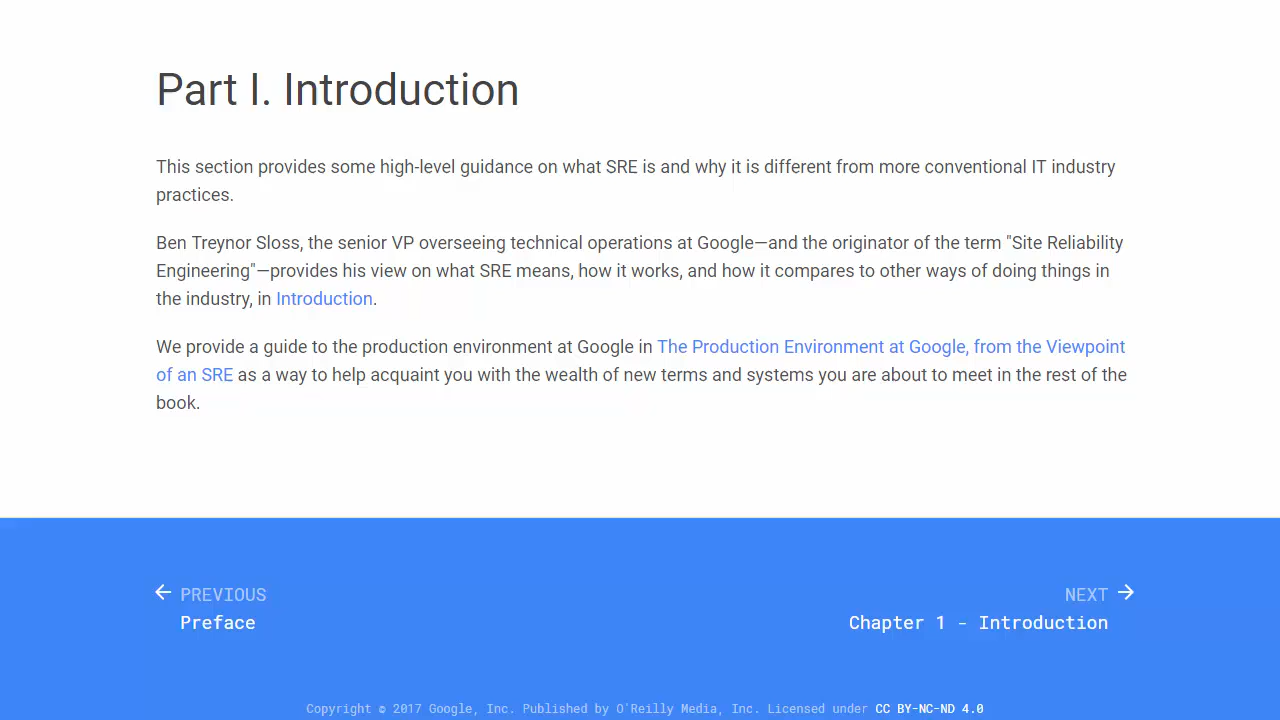 Part I. Introduction
This section provides some high-level guidance on what SRE is and why it is different from more conventional IT industry
practices.
Ben Treynor Sloss, the senior VP overseeing technical operations at Google—and the originator of the term "Site Reliability
Engineering"—provides his view on what SRE means, how it works, and how it compares to other ways of doing things in
the industry, in Introduction.
We provide a guide to the production environment at Google in The Production Environment at Google, from the Viewpoint
of an SRE as a way to help acquaint you with the wealth of new terms and systems you are about to meet in the rest of the
book.
← PREVIOUS
Preface
NEXT →
Chapter 1 - Introduction
Copyright © 2017 Google, Inc. Published by O'Reilly Media, Inc. Licensed under CC BY-NC-ND 4.0